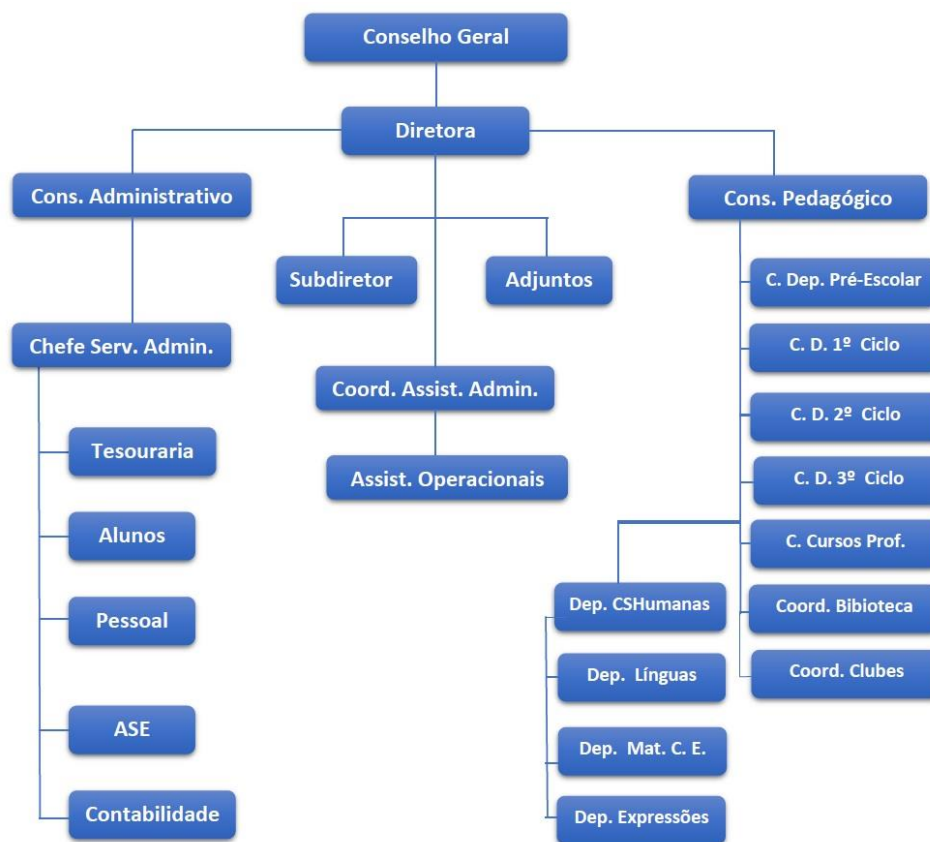 Conselho Geral
Diretora
Cons. Administrativo
Cons. Pedagógico
Subdiretor
Adjuntos
C. Dep. Pré-Escolar
Chefe Serv. Admin.
C. D. 1º Ciclo
Coord. Assist. Admin.
C. D. 2º Ciclo
Tesouraria
Assist. Operacionais
C. D. 3º Ciclo
Alunos
C. Cursos Prof.
Pessoal
Dep. CSHumanas
Coord. Bibioteca
Dep. Línguas
Coord. Clubes
ASE
Dep. Mat. C. E.
Contabilidade
Dep. Expressões